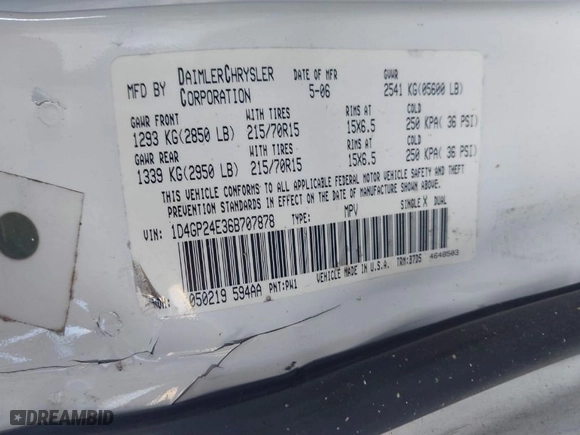 MFD BY DAIMLERCHRYSLER CORPORATION DATE OF MFR 5-06 GVWR 2541 KG(05600 LB)
GAWR FRONT WITH TIRES RIMS AT COLD
1293 KG(2850 LB) 215/70R15 15X6.5 250 KPA( 36 PSI)
GAWR REAR WITH TIRES RIMS AT COLD
1339 KG(2950 LB) 215/70R15 15X6.5 250 KPA( 36 PSI)
THIS VEHICLE CONFORMS TO ALL APPLICABLE FEDERAL MOTOR VEHICLE SAFETY AND THEFT
PREVENTION STANDARDS IN EFFECT ON THE DATE OF MANUFACTURE SHOWN ABOVE.
VIN: 1D4GP24E36B707878 TYPE: MPV SINGLE X DUAL
050219 594AA PNT:PW1 VEHICLE MADE IN U.S.A. TRM:B7D5 4648503
DREAMBID